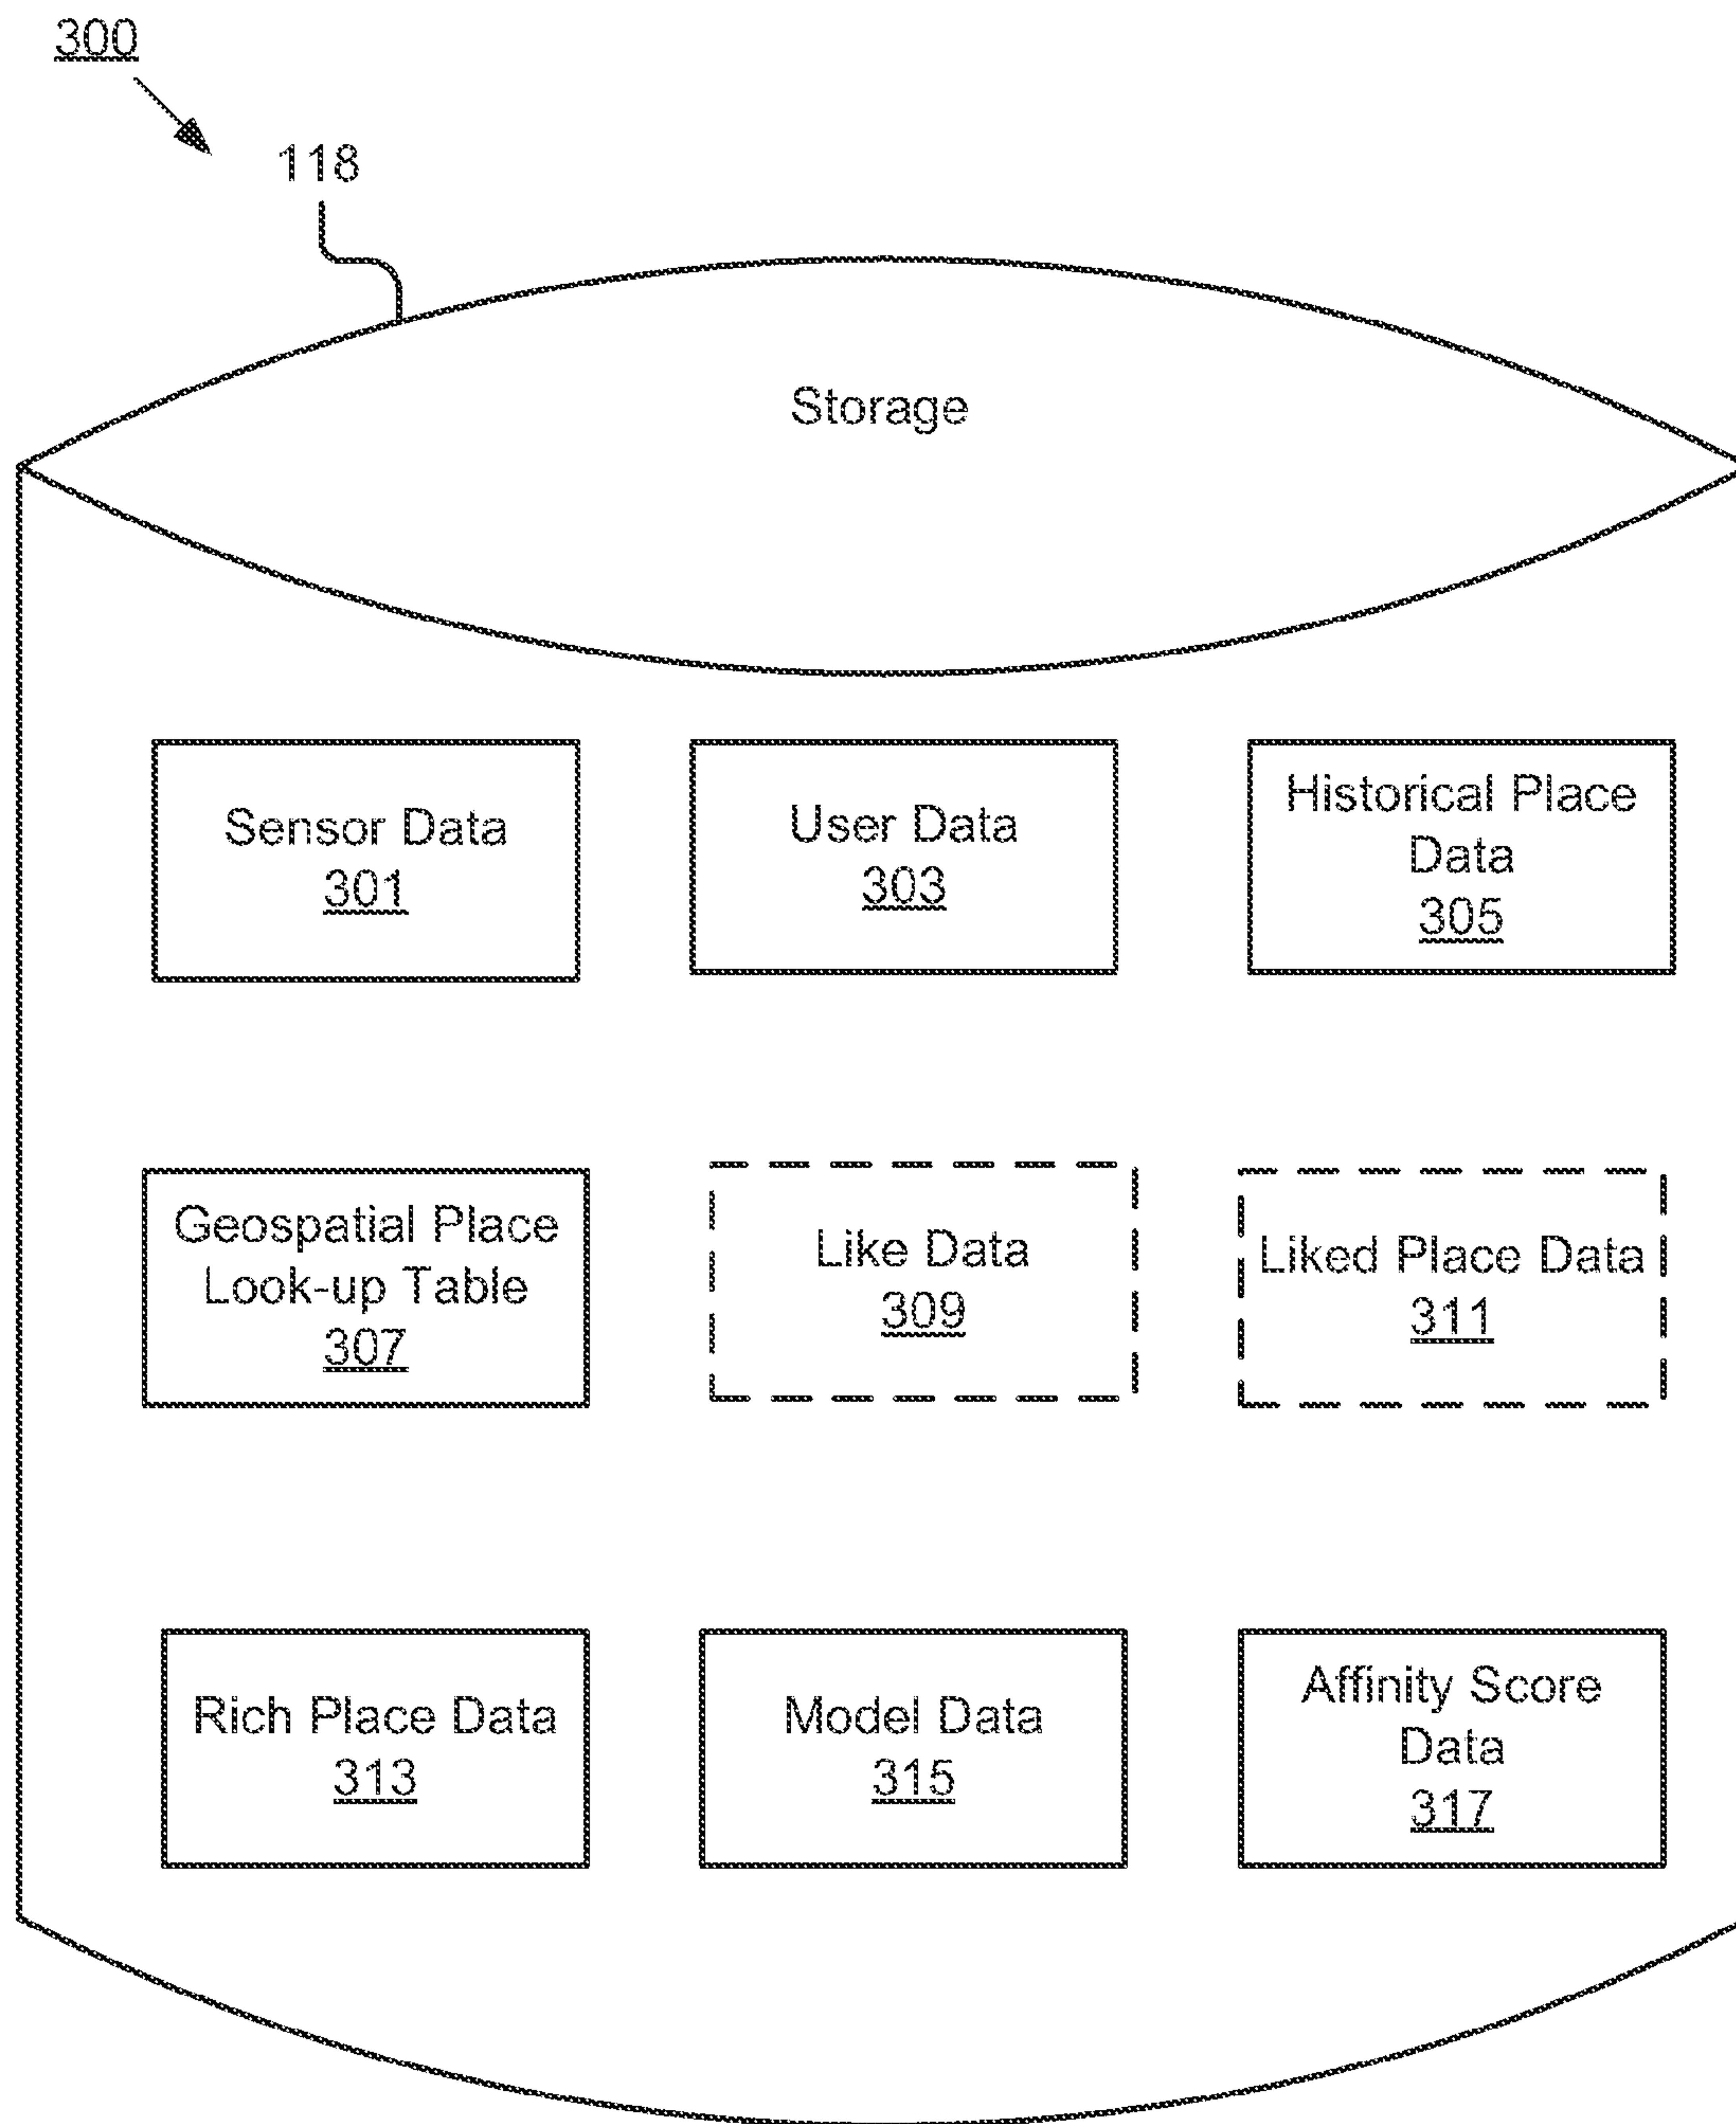 300
118
Storage
Sensor Data
301
User Data
303
Historical Place
Data
305
Geospatial Place
Look-up Table
307
Like Data
309
Liked Place Data
311
Rich Place Data
313
Model Data
315
Affinity Score
Data
317